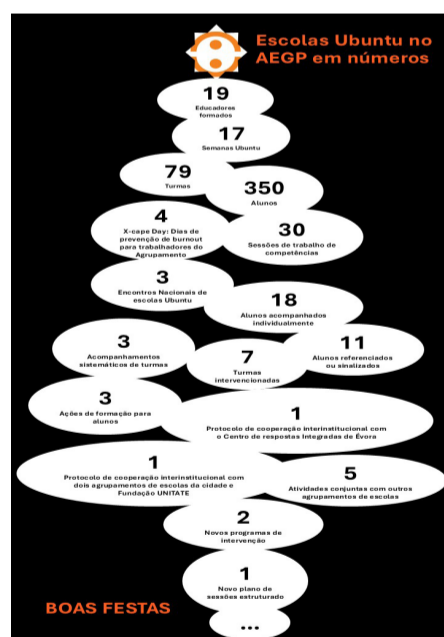 Escolas Ubuntu no
AEGP em números
19
Educadores
formados
17
Semanas Ubuntu
79
Turmas
350
Alunos
4
X-cape Day: Dias de
prevenção de burnout
para trabalhadores do
Agrupamento
30
Sessões de trabalho de
competências
3
Encontros Nacionais de
escolas Ubuntu
18
Alunos acompanhados
individualmente
3
Acompanhamentos
sistemáticos de turmas
7
Turmas
intervencionadas
11
Alunos referenciados
ou sinalizados
3
Ações de formação para
alunos
1
Protocolo de cooperação interinstitucional com
o Centro de respostas Integradas de Évora
1
Protocolo de cooperação interinstitucional com
dois agrupamentos de escolas da cidade e
Fundação UNITATE
5
Atividades conjuntas com outros
agrupamentos de escolas
2
Novos programas de
intervenção
1
Novo plano de
sessões estruturado
...
BOAS FESTAS